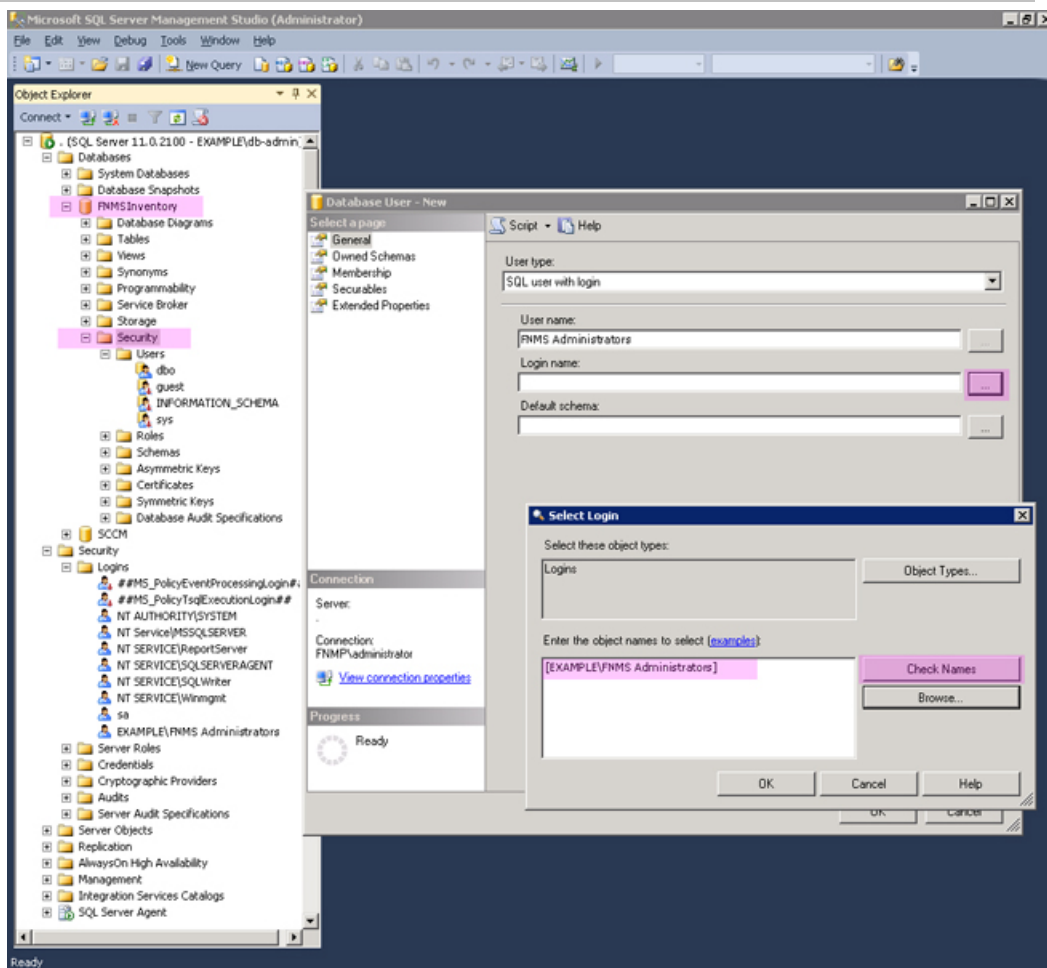 Microsoft SQL Server Management Studio (Administrator)
File Edit View Debug Tools Window Help
New Query
Object Explorer
Connect
. (SQL Server 11.0.2100 - EXAMPLE\db-admin
Databases
System Databases
Database Snapshots
FNMSInventory
Database Diagrams
Tables
Views
Synonyms
Programmability
Service Broker
Storage
Security
Users
dbo
guest
INFORMATION_SCHEMA
sys
Roles
Schemas
Asymmetric Keys
Certificates
Symmetric Keys
Database Audit Specifications
SCCM
Security
Logins
##MS_PolicyEventProcessingLogin#
##MS_PolicyTsqlExecutionLogin##
NT AUTHORITY\SYSTEM
NT Service\MSSQLSERVER
NT SERVICE\ReportServer
NT SERVICE\SQLSERVERAGENT
NT SERVICE\SQLWriter
NT SERVICE\Winmgmt
sa
EXAMPLE\FNMS Administrators
Server Roles
Credentials
Cryptographic Providers
Audits
Server Audit Specifications
Server Objects
Replication
AlwaysOn High Availability
Management
Integration Services Catalogs
SQL Server Agent
Database User - New
Select a page
General
Owned Schemas
Membership
Securables
Extended Properties
Script Help
User type:
SQL user with login
User name:
FNMS Administrators
...
Login name:
...
Default schema:
...
Connection
Server:
.
Connection:
FNMP\administrator
View connection properties
Progress
Ready
OK Cancel
Select Login
Select these object types:
Logins
Object Types...
Enter the object names to select (examples):
[EXAMPLE\FNMS Administrators]
Check Names
Browse...
OK Cancel Help
Ready